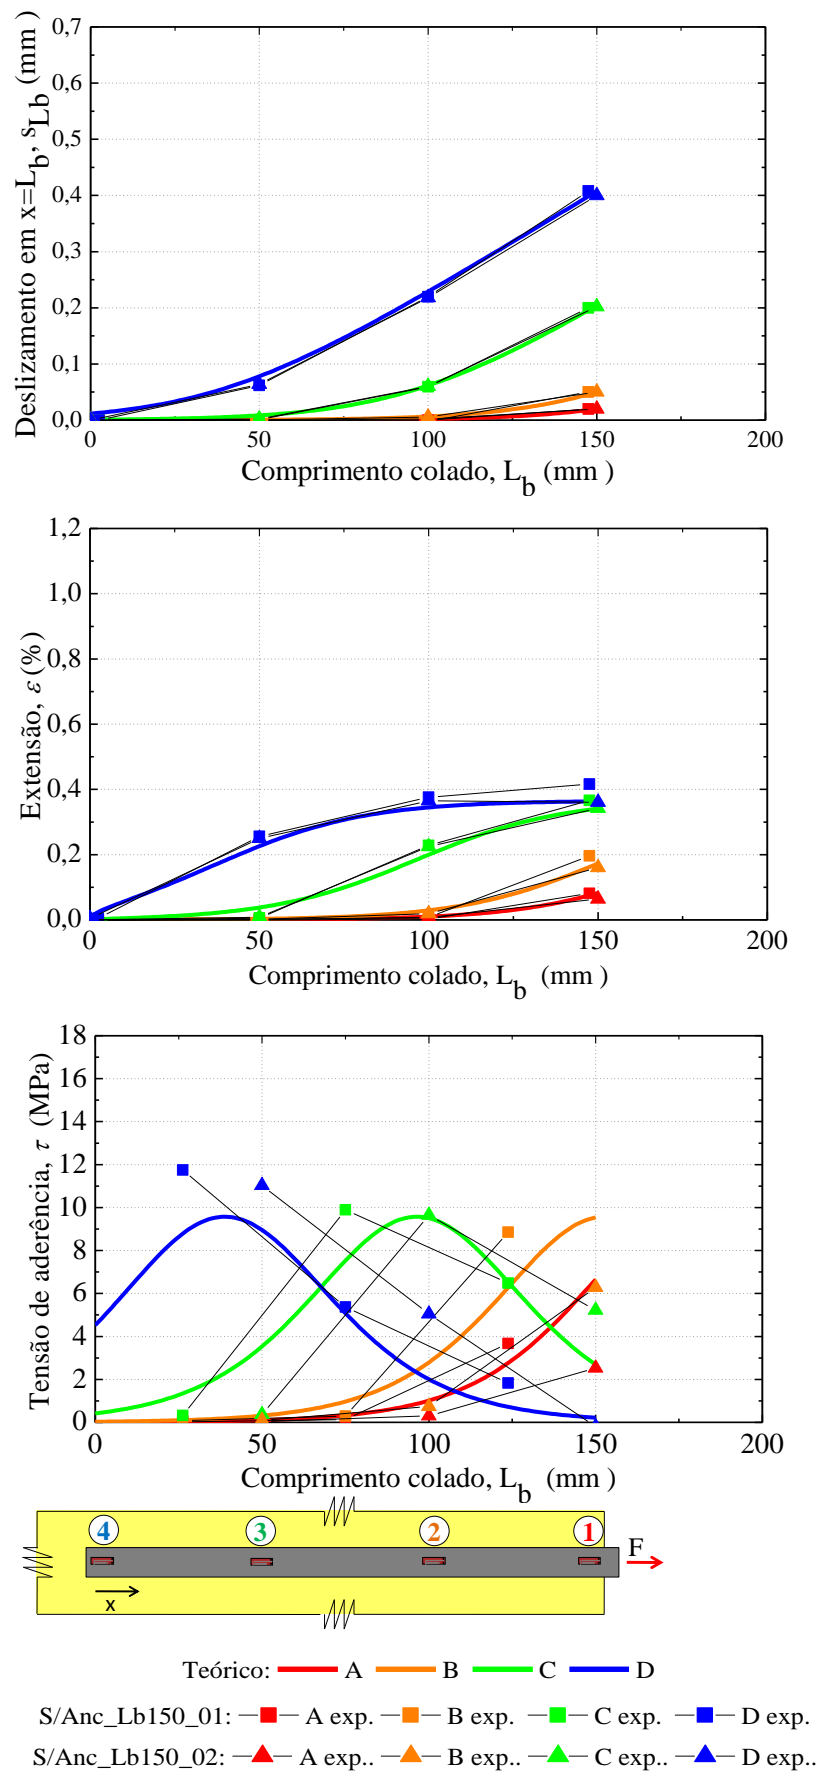 0,7
0,6
0,5
0,4
0,3
0,2
0,1
0,0
Deslizamento em x=Lb, sLb (mm )
0 50 100 150 200
Comprimento colado, Lb (mm )
1,2
1,0
0,8
0,6
0,4
0,2
0,0
Extensão, ε (%)
0 50 100 150 200
Comprimento colado, Lb (mm )
18
16
14
12
10
8
6
4
2
0
Tensão de aderência, τ (MPa)
0 50 100 150 200
Comprimento colado, Lb (mm )
4 3 2 1
F
x
Teórico: A B C D
S/Anc_Lb150_01: A exp. B exp. C exp. D exp.
S/Anc_Lb150_02: A exp.. B exp.. C exp.. D exp..